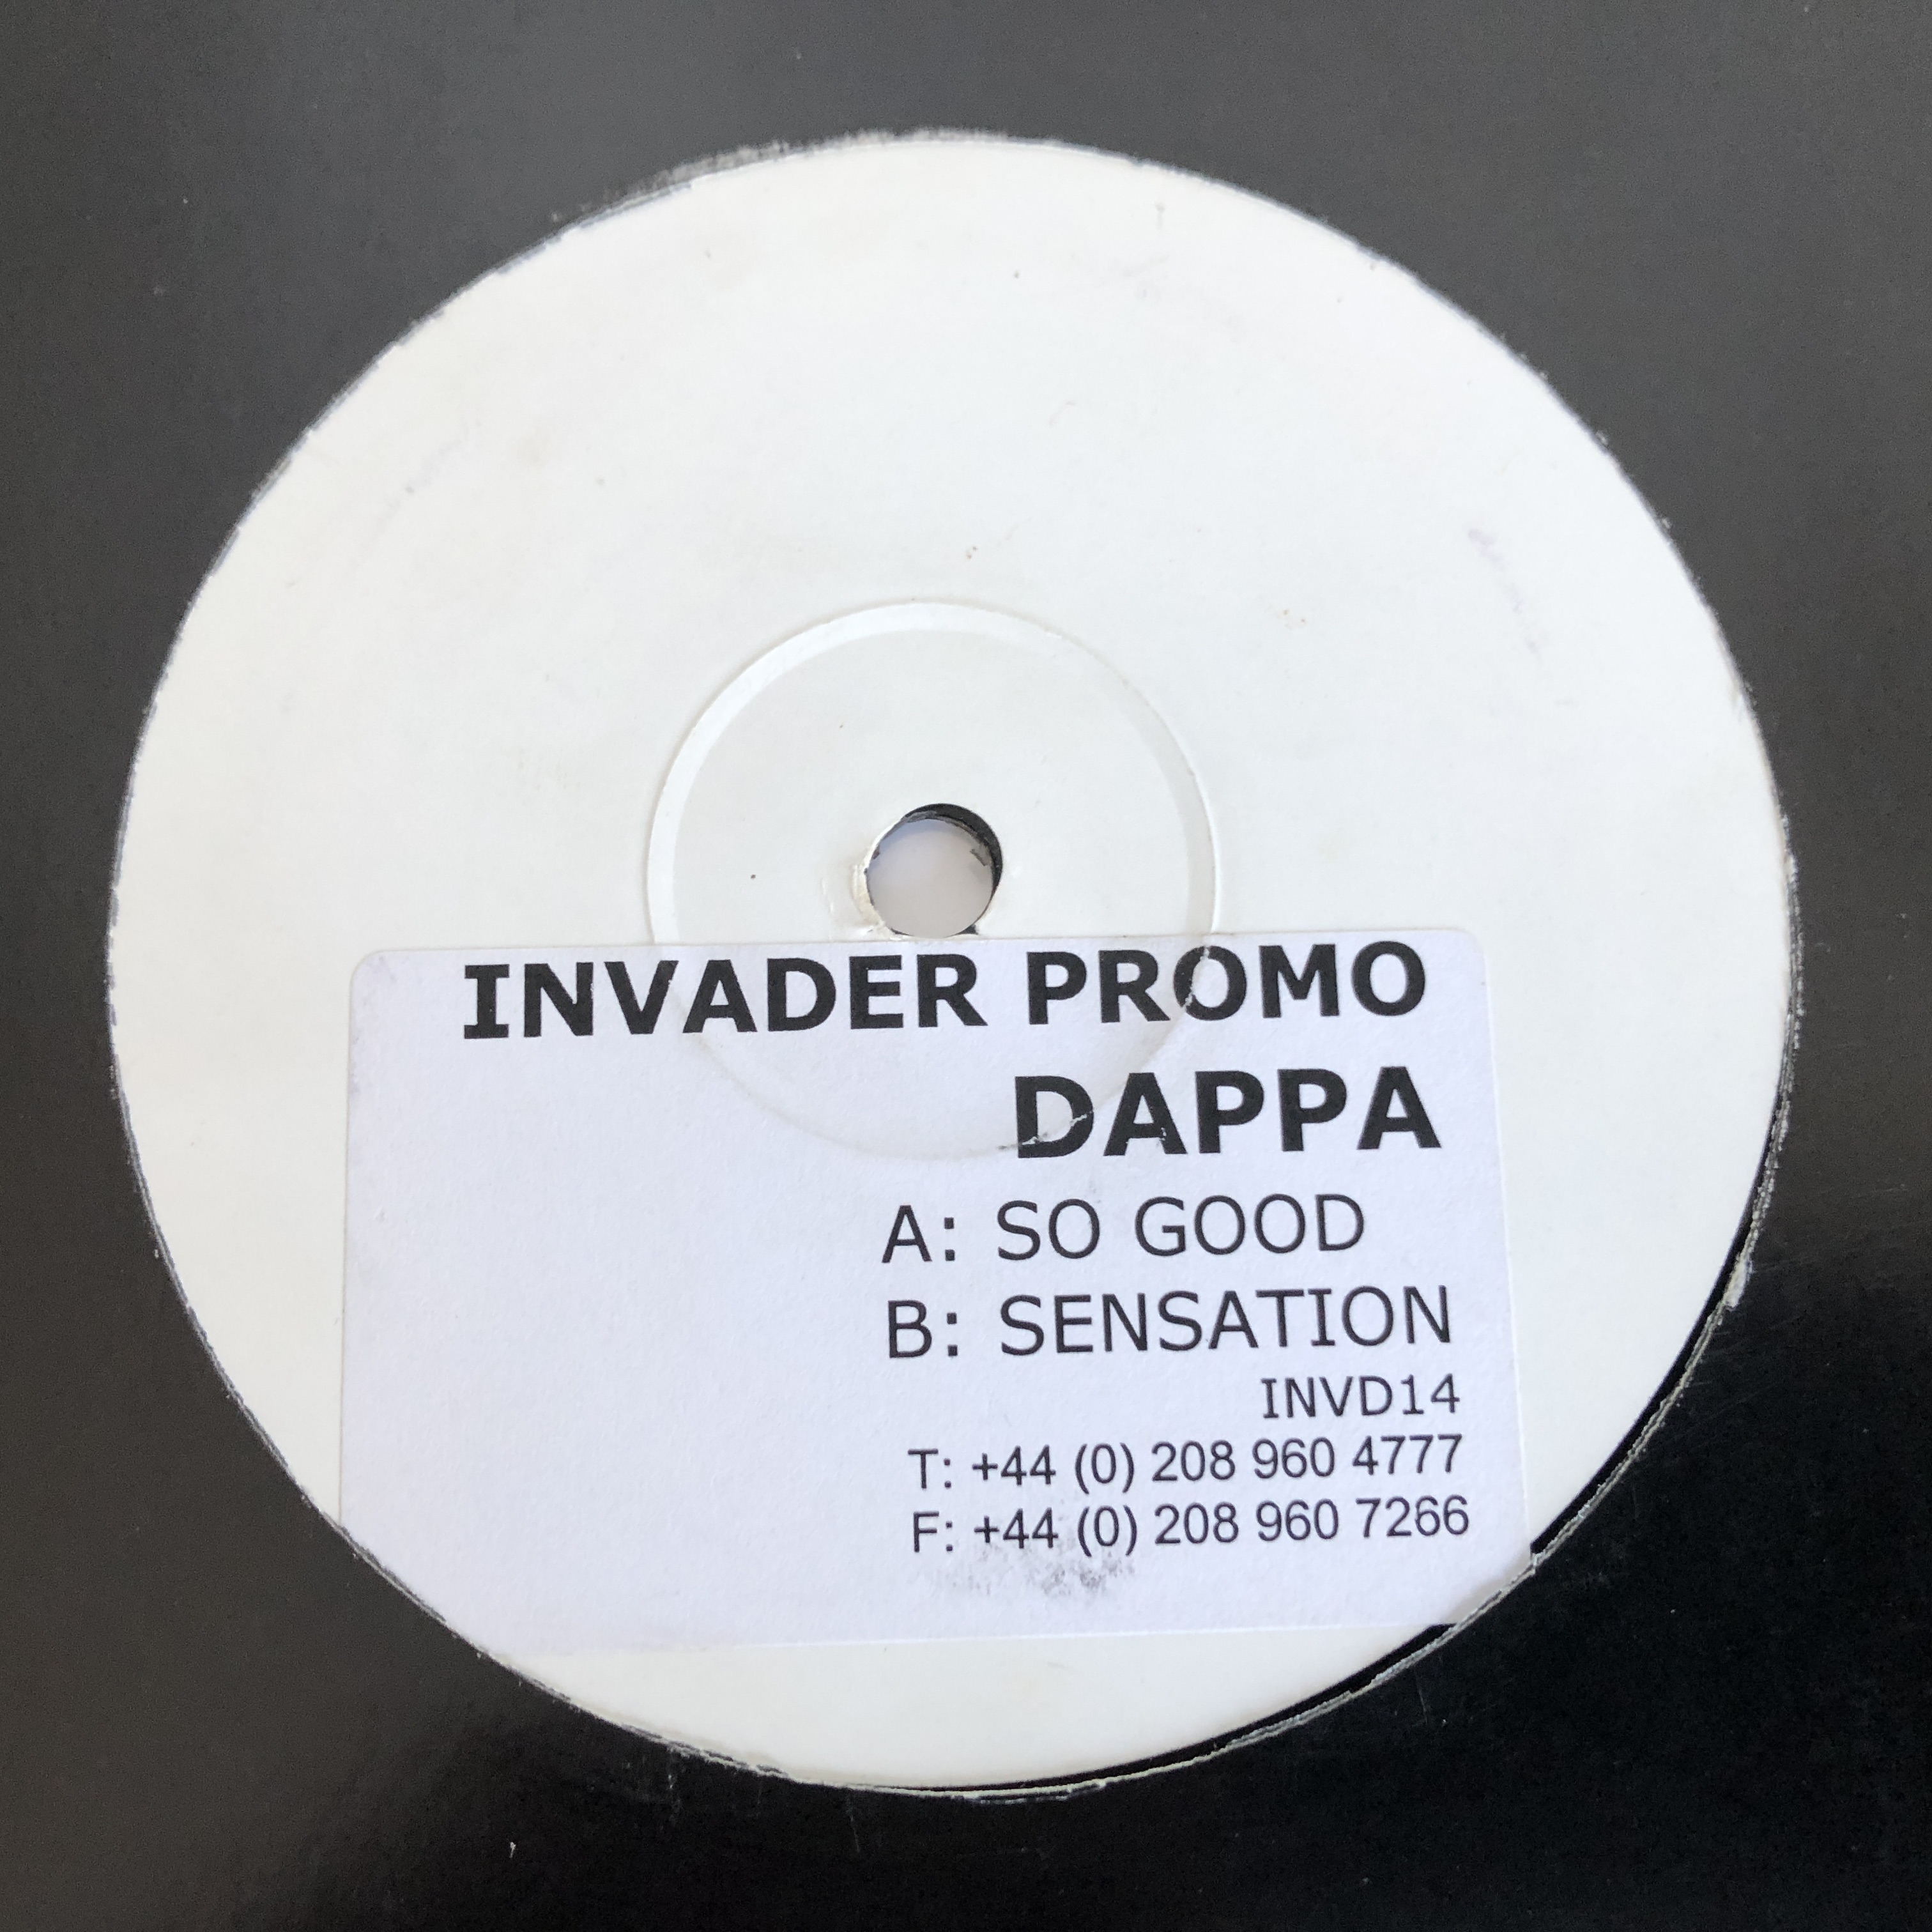 INVADER PROMO
DAPPA
A: SO GOOD
B: SENSATION
INVD14
T: +44 (0) 208 960 4777
F: +44 (0) 208 960 7266